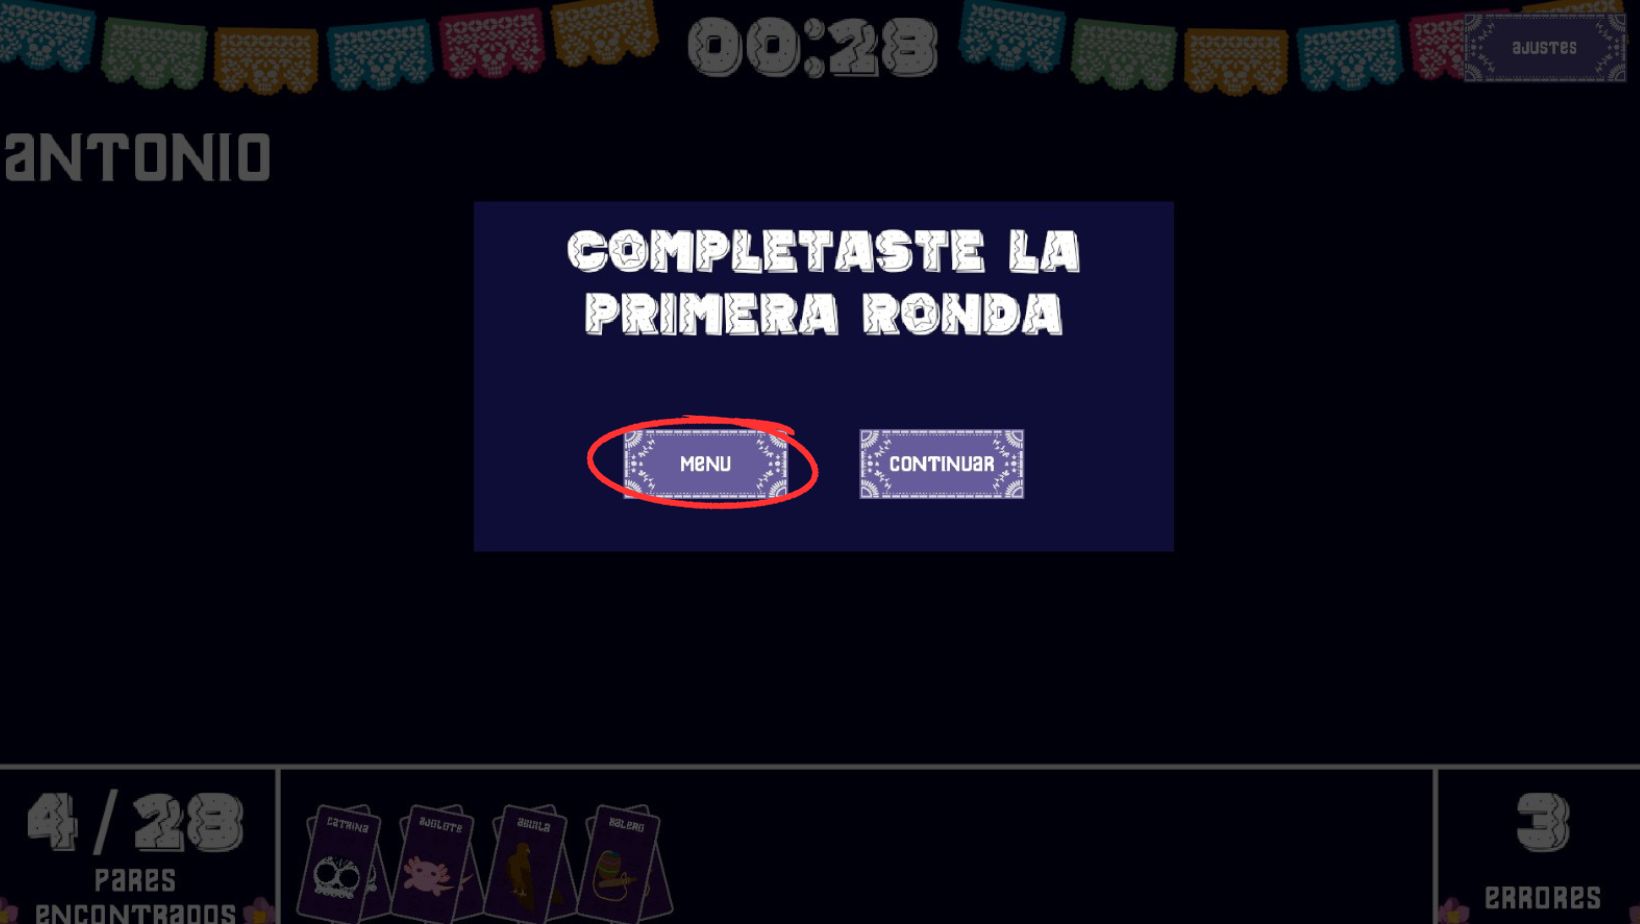 00:28
AJUSTES
ANTONIO
COMPLETASTE LA
PRIMERA RONDA
MENU
CONTINUAR
4/28
PARES
ENCONTRADOS
CATRINA
AJOLOTE
AGUILA
BALERO
3
ERRORES